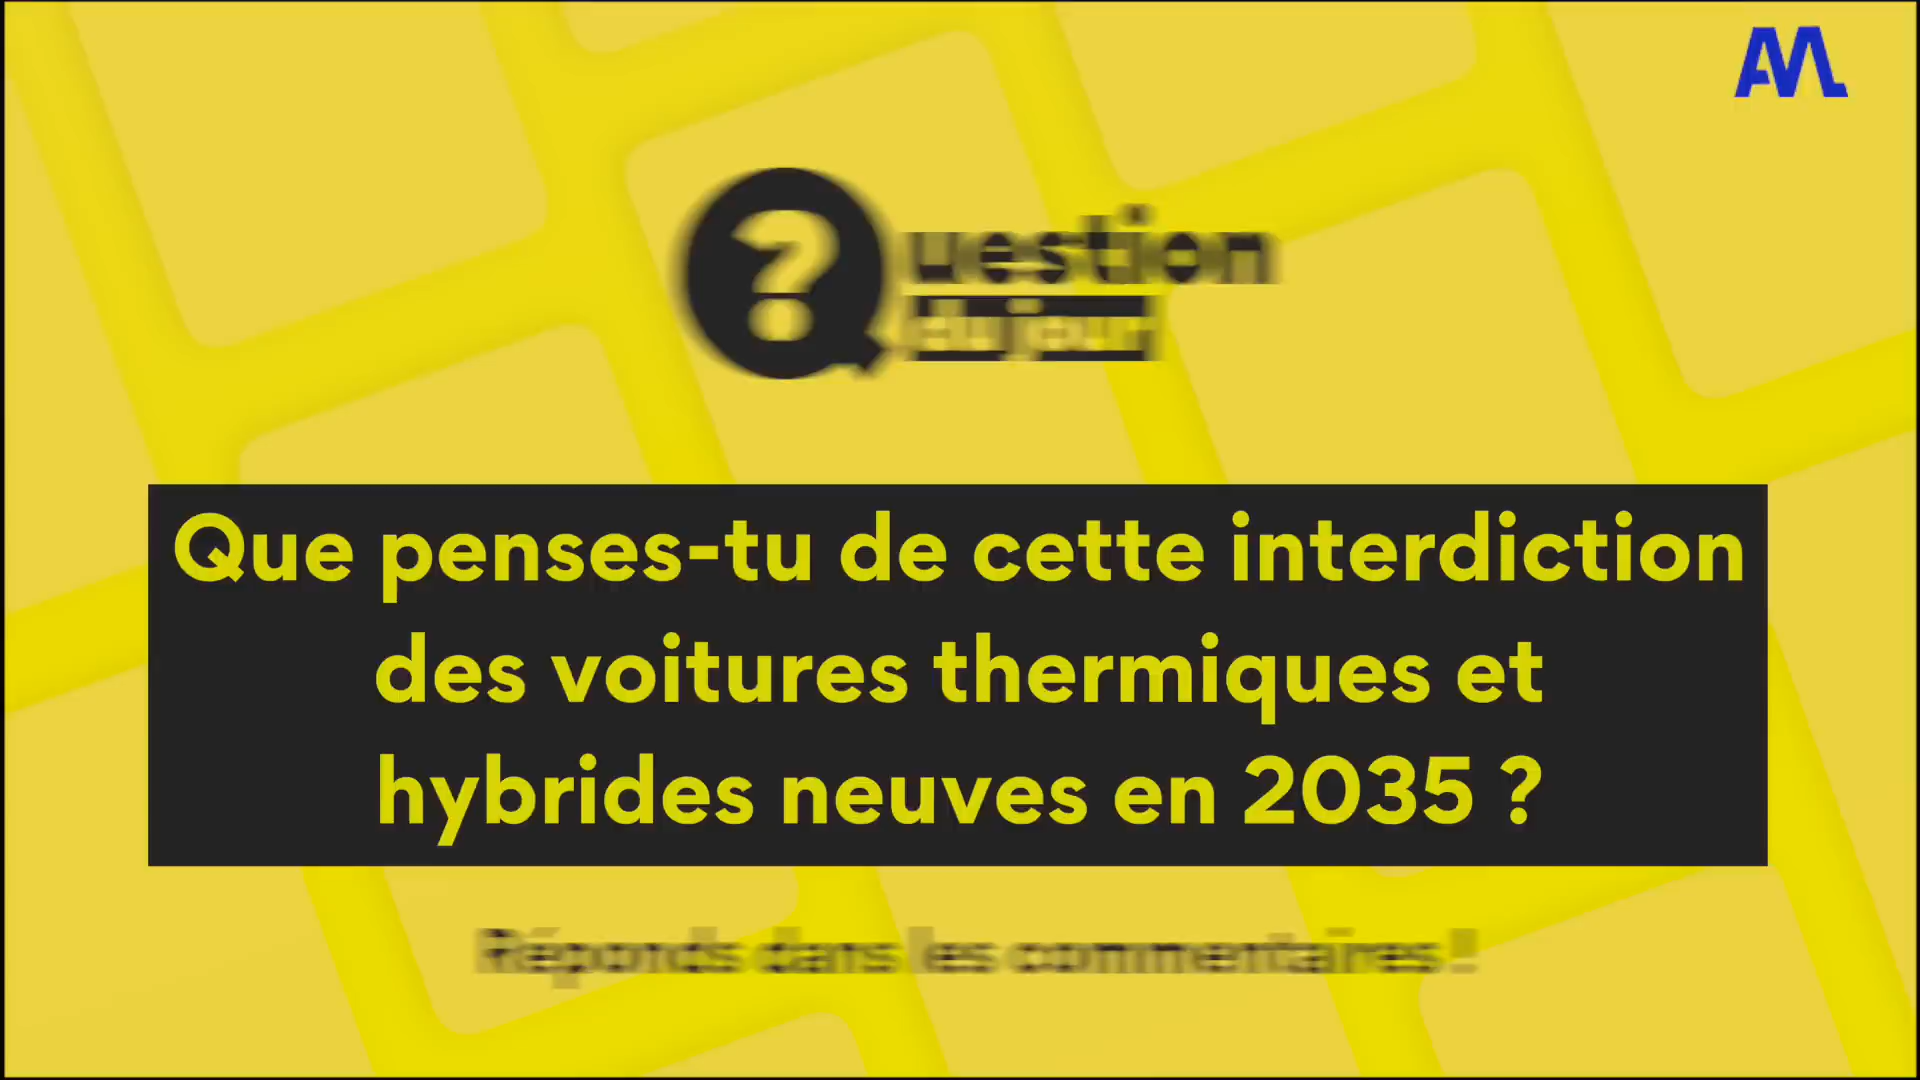 AML
Question
du jour
Que penses-tu de cette interdiction
des voitures thermiques et
hybrides neuves en 2035 ?
Réponds dans les commentaires !